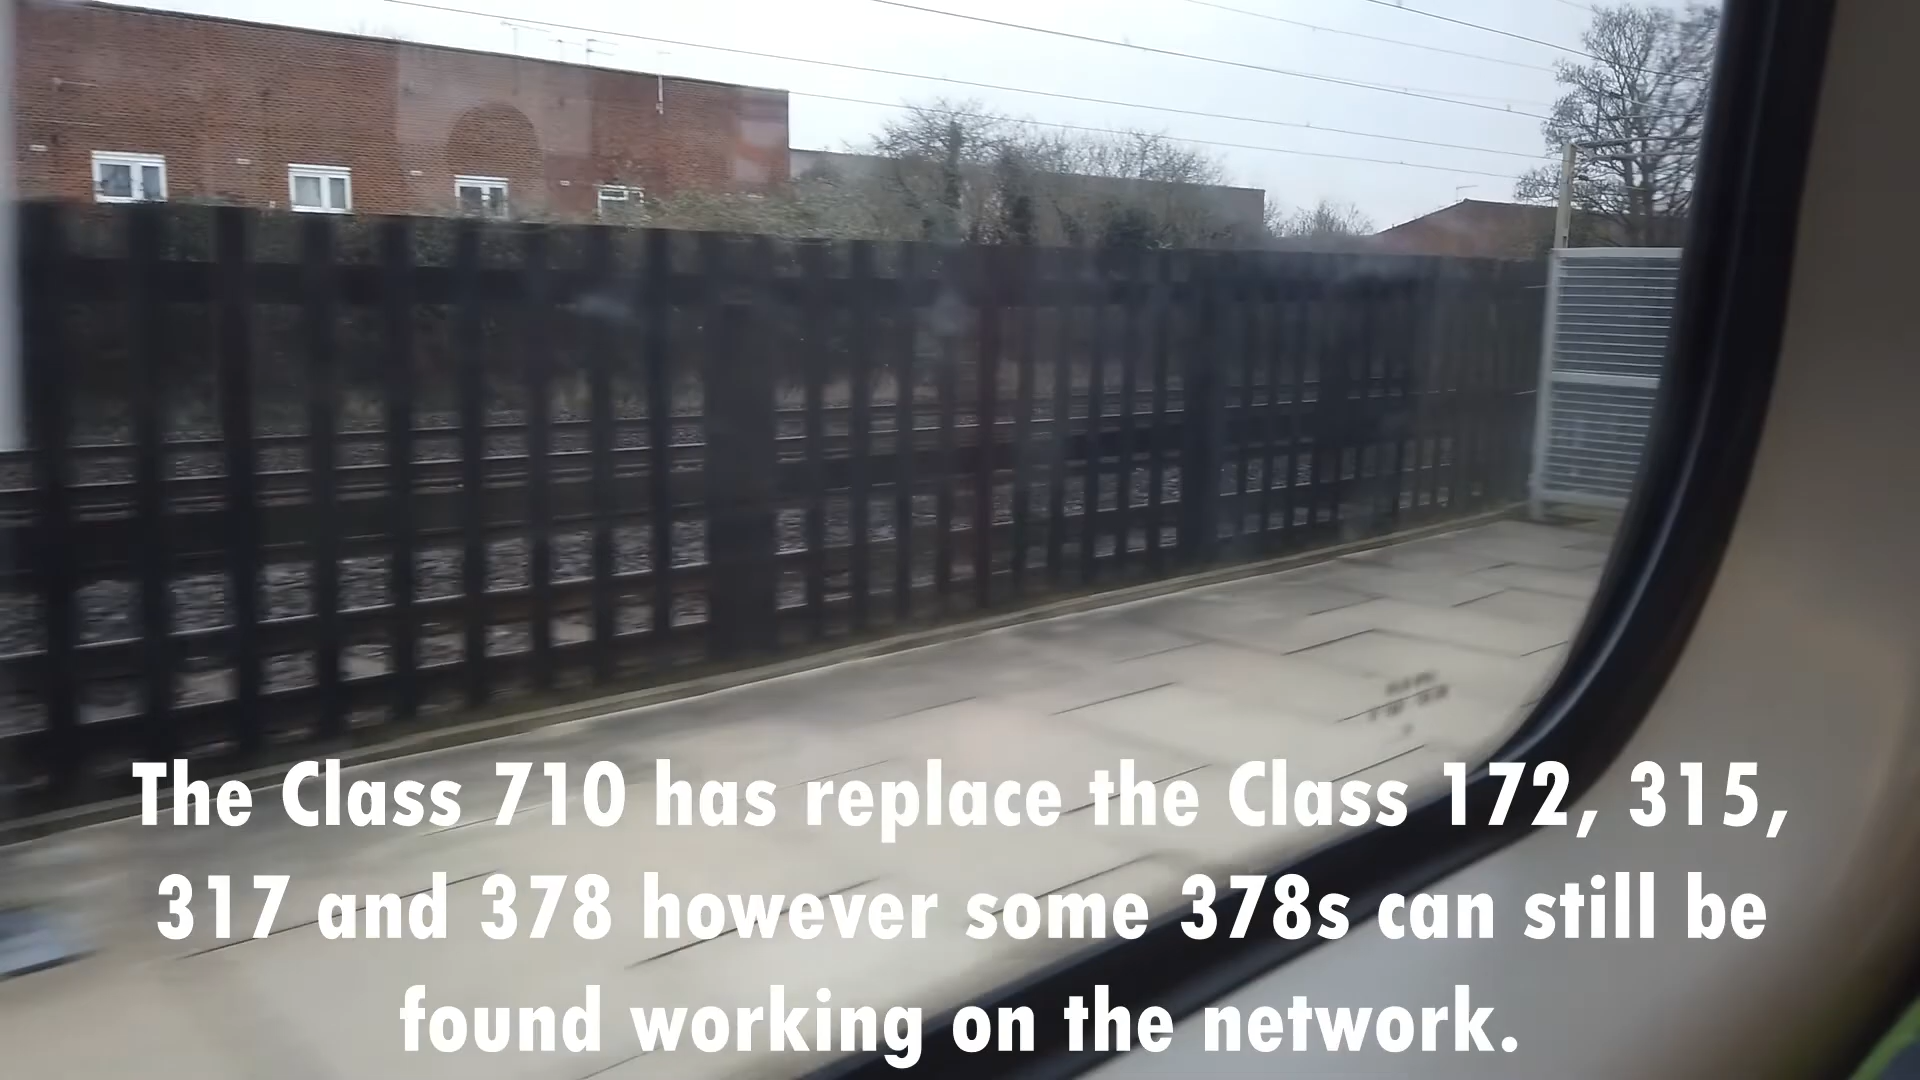 The Class 710 has replace the Class 172, 315,
317 and 378 however some 378s can still be
found working on the network.